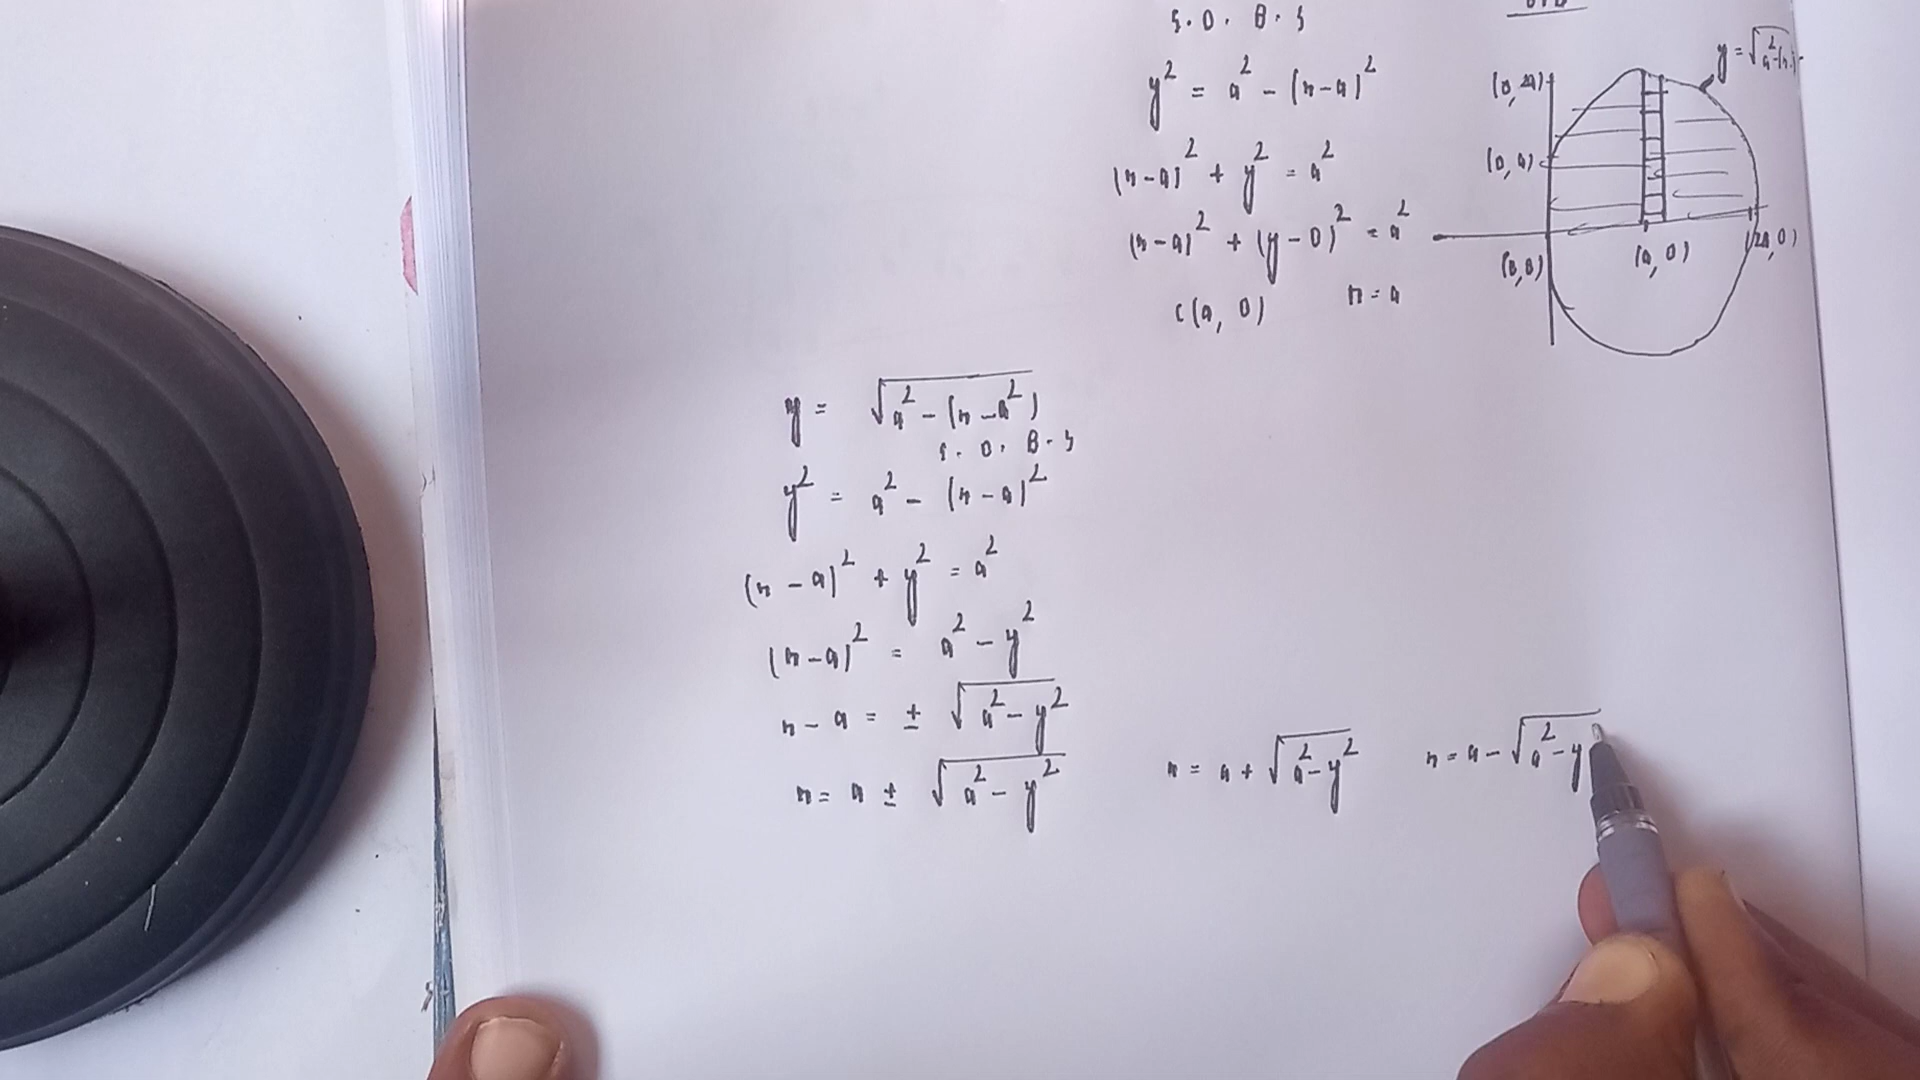 S. O. B. S
y² = a² - (x-a)²
(x-a)² + y² = a²
(x-a)² + (y-0)² = a²
c(a, 0) r = a
y = √a²-(x-
(0, 2a)
(0, a)
(0,0)
(a, 0)
(2a,0)
y = √a² - (x-a²)
S. O. B. S
y² = a² - (x-a)²
(x-a)² + y² = a²
(x-a)² = a² - y²
x - a = ± √a² - y²
x = a ± √a² - y²
x = a + √a² - y²
x = a - √a² - y